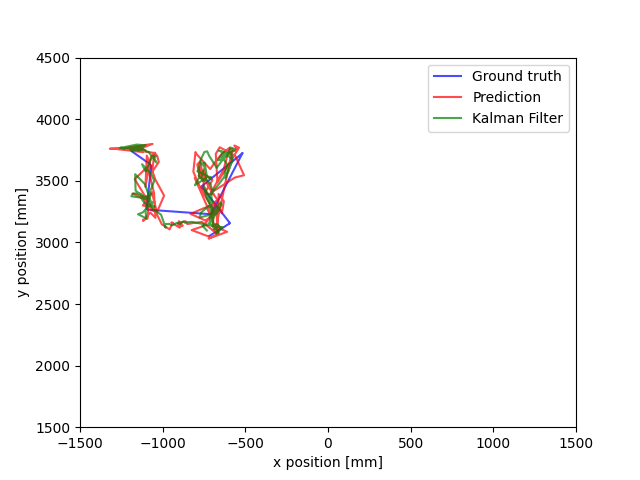 4500
4000
3500
3000
2500
2000
1500
y position [mm]
−1500
−1000
−500
0
500
1000
1500
x position [mm]
Ground truth
Prediction
Kalman Filter